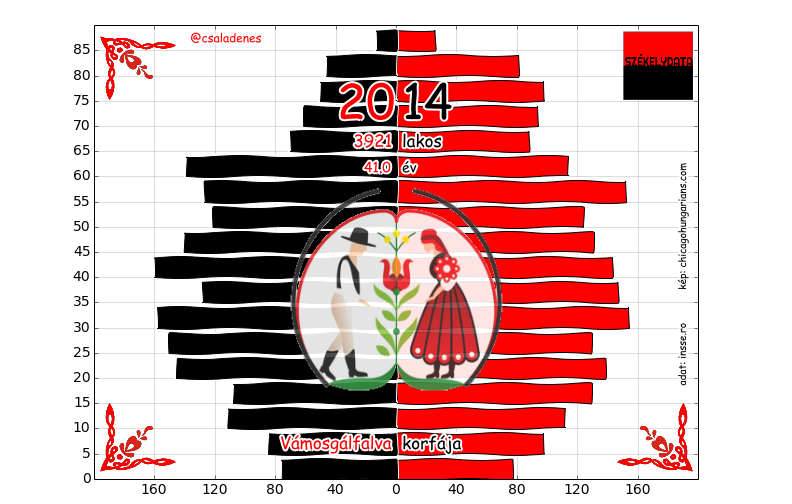 @csaladenes
SZÉKELYDATA
2014
3921 lakos
41,0 év
kép: chicagohungarians.com
adat: insse.ro
Vámosgálfalva korfája
85
80
75
70
65
60
55
50
45
40
35
30
25
20
15
10
5
0
160 120 80 40 0 40 80 120 160